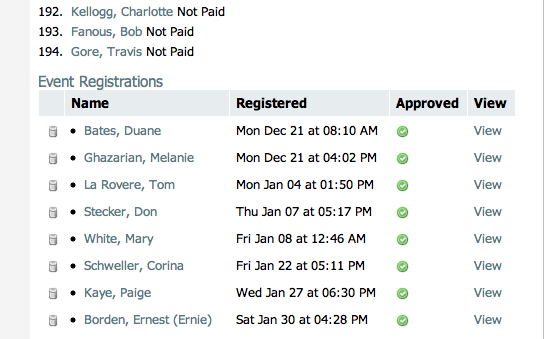 192. Kellogg, Charlotte Not Paid
193. Fanous, Bob Not Paid
194. Gore, Travis Not Paid
Event Registrations
Name Registered Approved View
• Bates, Duane Mon Dec 21 at 08:10 AM View
• Ghazarian, Melanie Mon Dec 21 at 04:02 PM View
• La Rovere, Tom Mon Jan 04 at 01:50 PM View
• Stecker, Don Thu Jan 07 at 05:17 PM View
• White, Mary Fri Jan 08 at 12:46 AM View
• Schweller, Corina Fri Jan 22 at 05:11 PM View
• Kaye, Paige Wed Jan 27 at 06:30 PM View
• Borden, Ernest (Ernie) Sat Jan 30 at 04:28 PM View